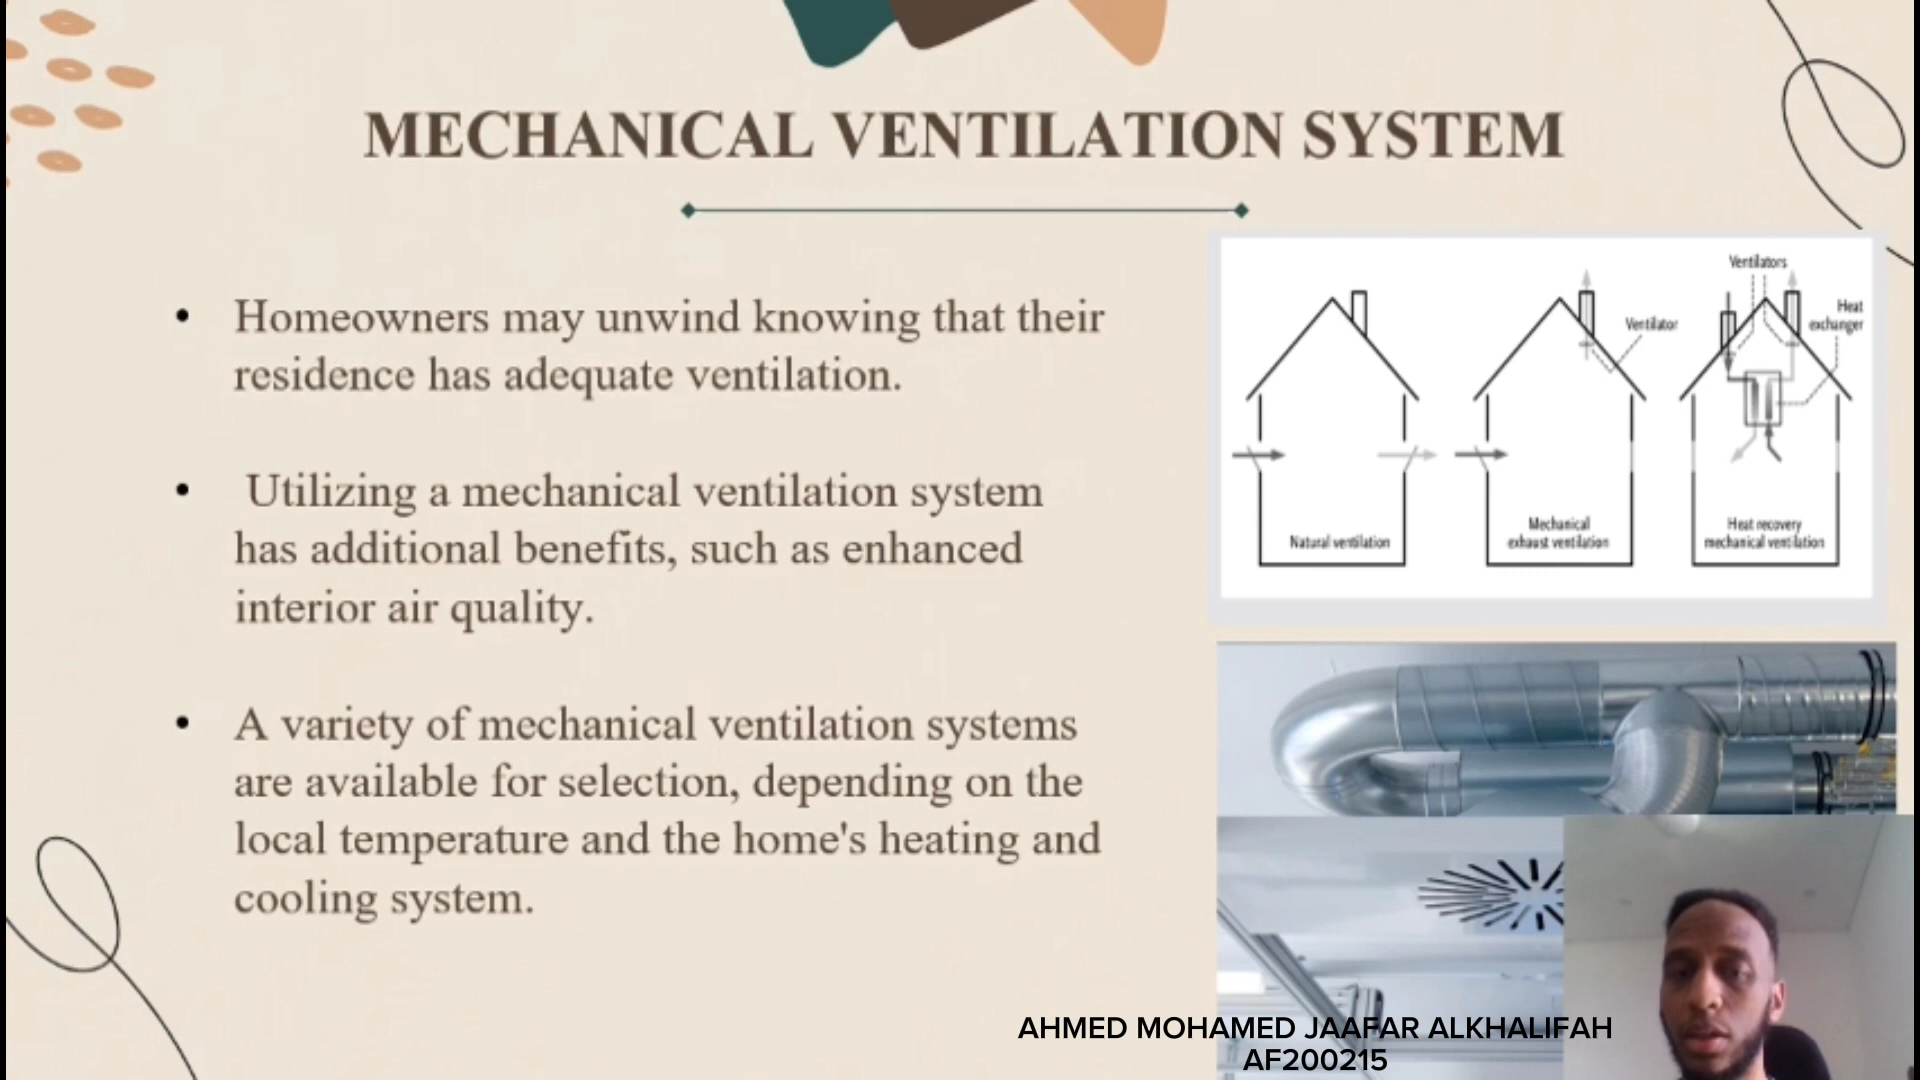 MECHANICAL VENTILATION SYSTEM
• Homeowners may unwind knowing that their
residence has adequate ventilation.
• Utilizing a mechanical ventilation system
has additional benefits, such as enhanced
interior air quality.
• A variety of mechanical ventilation systems
are available for selection, depending on the
local temperature and the home's heating and
cooling system.
Natural ventilation
Ventilator
Mechanical
exhaust ventilation
Ventilators
Heat
exchanger
Heat recovery
mechanical ventilation
AHMED MOHAMED JAAFAR ALKHALIFAH
AF200215